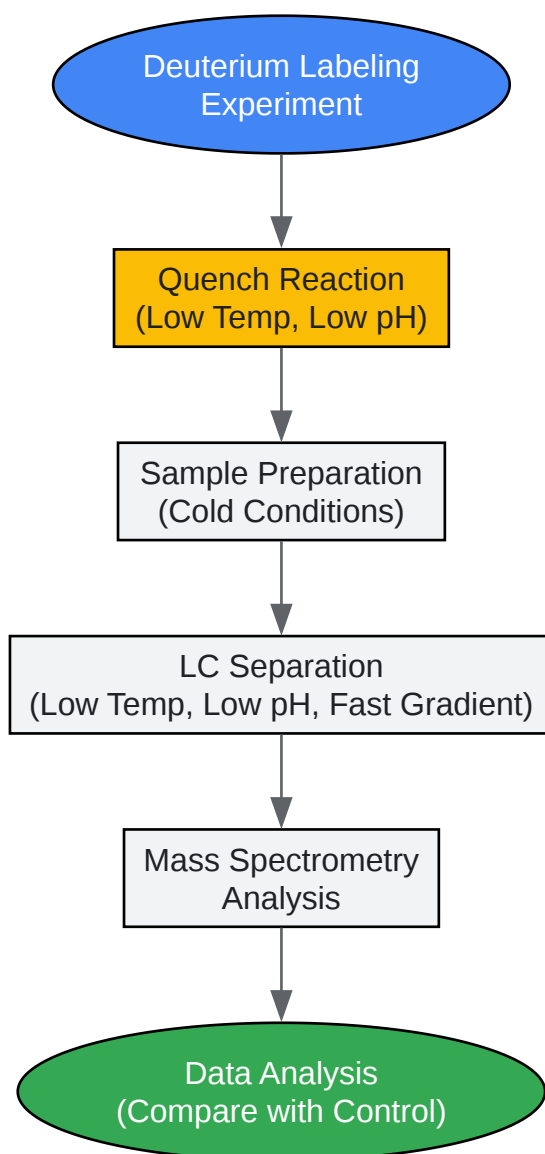 Deuterium Labeling
Experiment
Quench Reaction
(Low Temp, Low pH)
Sample Preparation
(Cold Conditions)
LC Separation
(Low Temp, Low pH, Fast Gradient)
Mass Spectrometry
Analysis
Data Analysis
(Compare with Control)